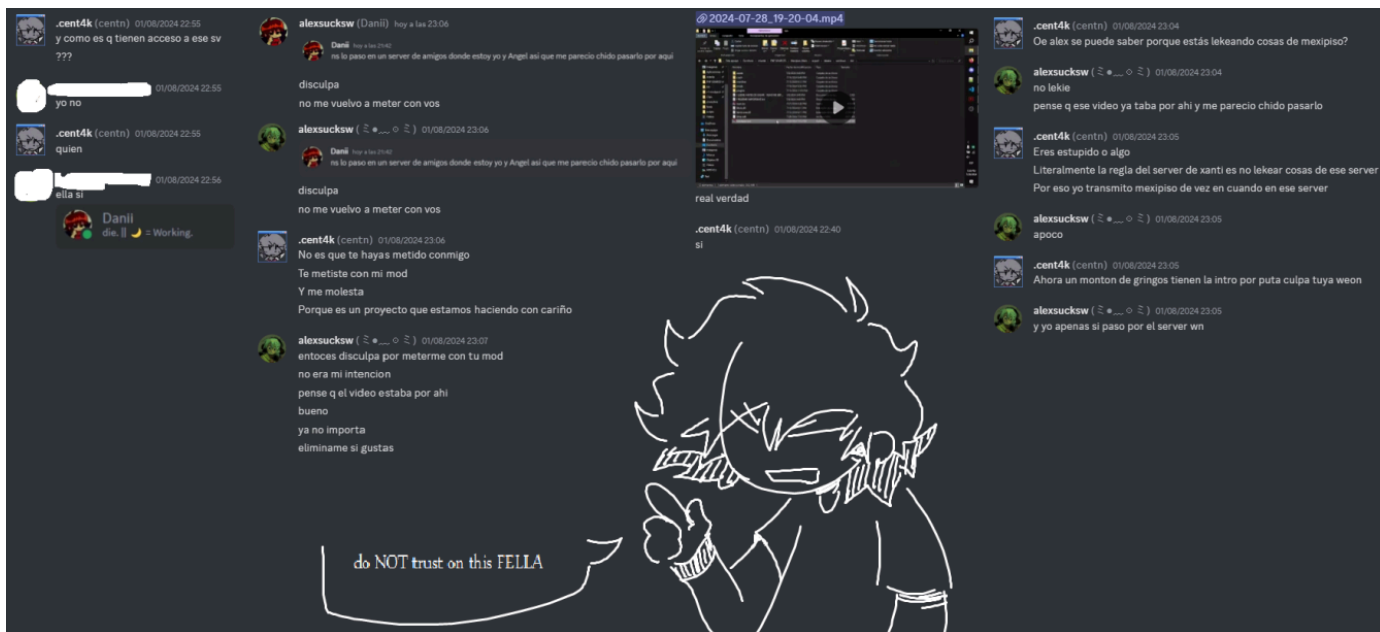 .cent4k (centn) 01/08/2024 22:55
y como es q tienen acceso a ese sv
???
01/08/2024 22:55
yo no
.cent4k (centn) 01/08/2024 22:55
quien
01/08/2024 22:56
ella si
Danii
die. || 🌙 = Working.
alexsucksw (Danii) hoy a las 23:06
Danii hoy a las 21:42
ns lo paso en un server de amigos donde estoy yo y Angel asi que me parecio chido pasarlo por aqui
disculpa
no me vuelvo a meter con vos
alexsucksw (ミ●﹏☉ミ) 01/08/2024 23:06
Danii hoy a las 21:42
ns lo paso en un server de amigos donde estoy yo y Angel asi que me parecio chido pasarlo por aqui
disculpa
no me vuelvo a meter con vos
.cent4k (centn) 01/08/2024 23:06
No es que te hayas metido conmigo
Te metiste con mi mod
Y me molesta
Porque es un proyecto que estamos haciendo con cariño
alexsucksw (ミ●﹏☉ミ) 01/08/2024 23:07
entoces disculpa por meterme con tu mod
no era mi intencion
pense q el video estaba por ahi
bueno
ya no importa
eliminame si gustas
2024-07-28_19-20-04.mp4
real verdad
.cent4k (centn) 01/08/2024 22:40
si
.cent4k (centn) 01/08/2024 23:04
Oe alex se puede saber porque estás lekeando cosas de mexipiso?
alexsucksw (ミ●﹏☉ミ) 01/08/2024 23:04
no lekie
pense q ese video ya taba por ahi y me parecio chido pasarlo
.cent4k (centn) 01/08/2024 23:05
Eres estupido o algo
Literalmente la regla del server de xanti es no lekear cosas de ese server
Por eso yo transmito mexipiso de vez en cuando en ese server
alexsucksw (ミ●﹏☉ミ) 01/08/2024 23:05
apoco
.cent4k (centn) 01/08/2024 23:05
Ahora un monton de gringos tienen la intro por puta culpa tuya weon
alexsucksw (ミ●﹏☉ミ) 01/08/2024 23:05
y yo apenas si paso por el server wn
do NOT trust on this FELLA